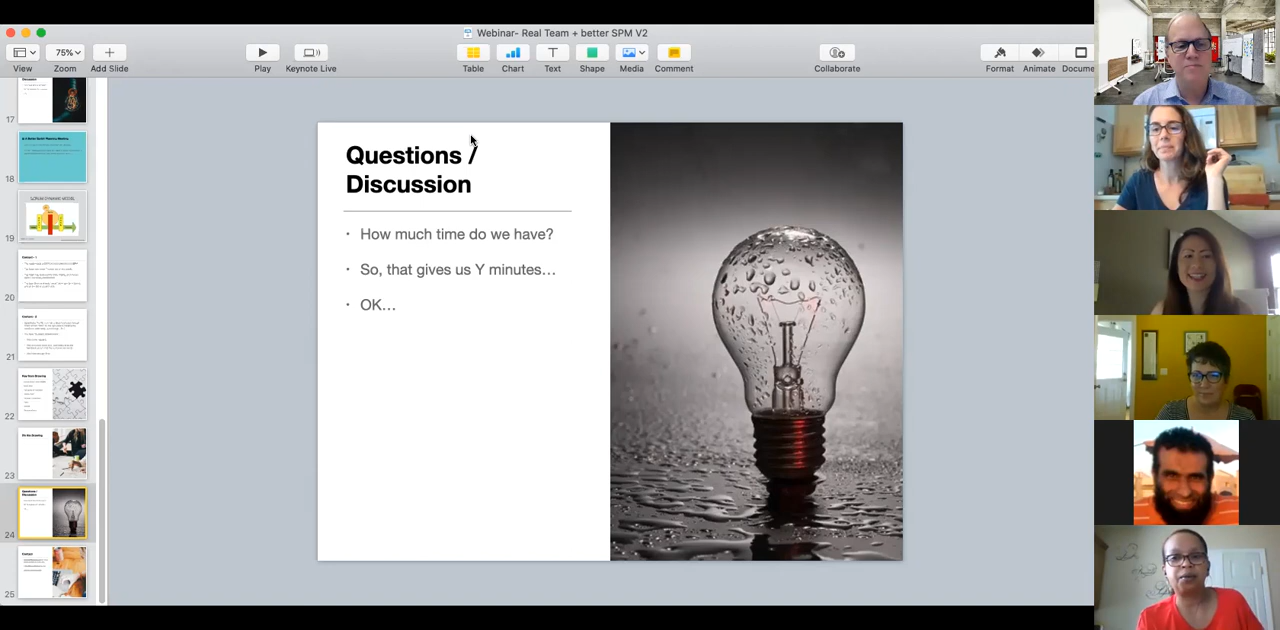 Webinar- Real Team + better SPM V2
View
75%
Zoom
Add Slide
Play
Keynote Live
Table
Chart
Text
Shape
Media
Comment
Collaborate
Format
Animate
Docume
17
18
19
20
21
22
23
24
25
Questions /
Discussion
· How much time do we have?
· So, that gives us Y minutes…
· OK…